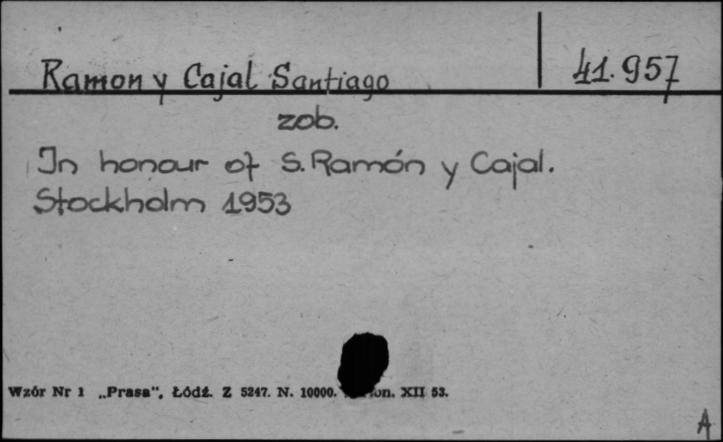 Ramon y Cajal Santiago 41.957
zob.
In honour of S. Ramón y Cajal.
Stockholm 1953
Wzór Nr 1 „Prasa", Łódź. Z 5247. N. 10000. XII 53.
A